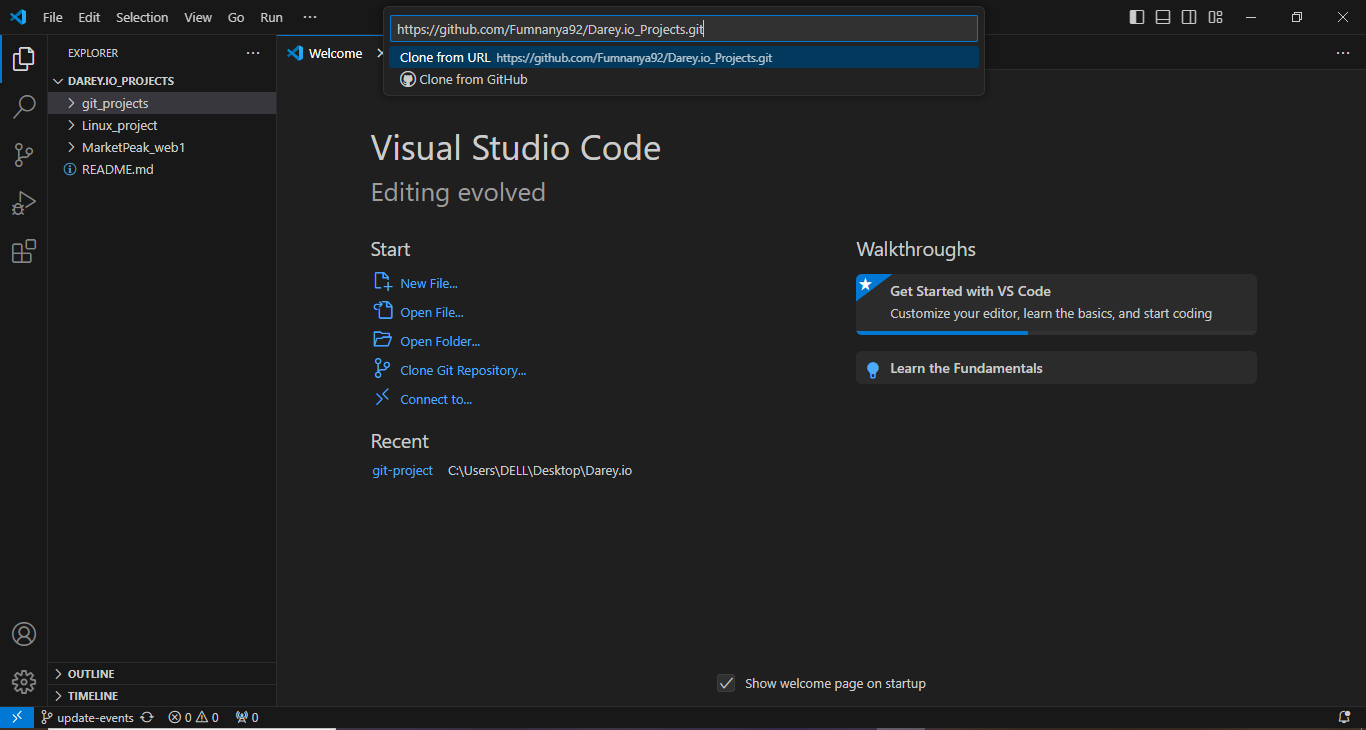 File Edit Selection View Go Run ···
https://github.com/Fumnanya92/Darey.io_Projects.git
Clone from URL https://github.com/Fumnanya92/Darey.io_Projects.git
Clone from GitHub
EXPLORER ···
DAREY.IO_PROJECTS
git_projects
Linux_project
MarketPeak_web1
README.md
OUTLINE
TIMELINE
Welcome
Visual Studio Code
Editing evolved
Start
New File...
Open File...
Open Folder...
Clone Git Repository...
Connect to...
Recent
git-project C:\Users\DELL\Desktop\Darey.io
Walkthroughs
Get Started with VS Code
Customize your editor, learn the basics, and start coding
Learn the Fundamentals
Show welcome page on startup
update-events 0 0 0